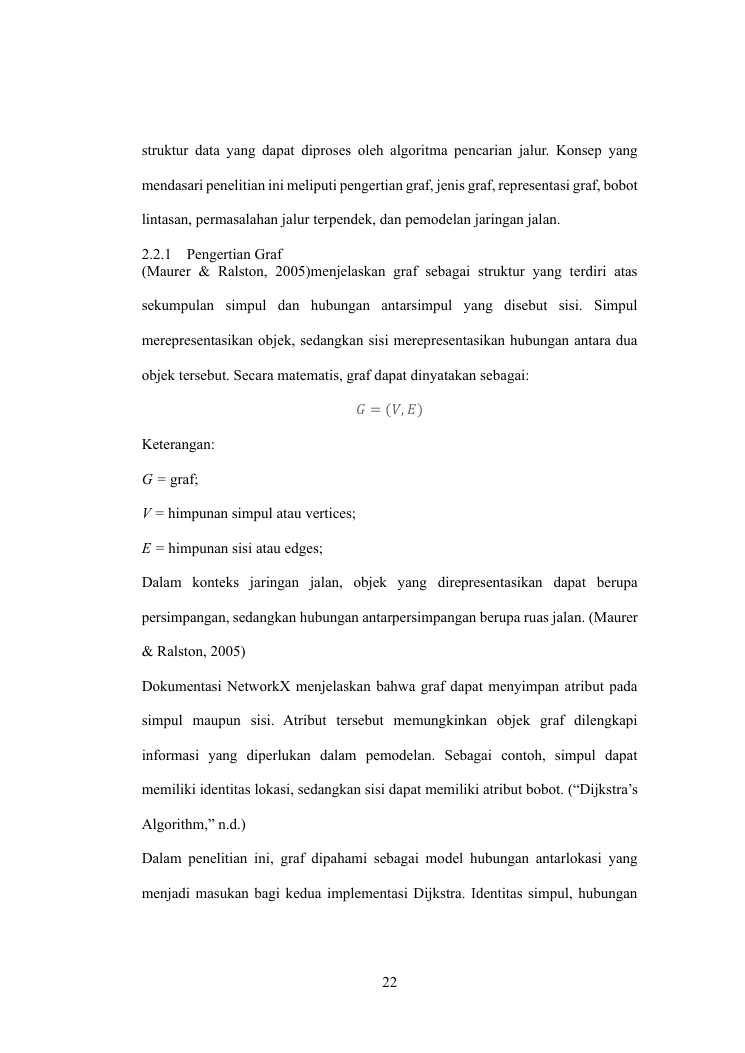 struktur data yang dapat diproses oleh algoritma pencarian jalur. Konsep yang
mendasari penelitian ini meliputi pengertian graf, jenis graf, representasi graf, bobot
lintasan, permasalahan jalur terpendek, dan pemodelan jaringan jalan.
2.2.1 Pengertian Graf
(Maurer & Ralston, 2005)menjelaskan graf sebagai struktur yang terdiri atas
sekumpulan simpul dan hubungan antarsimpul yang disebut sisi. Simpul
merepresentasikan objek, sedangkan sisi merepresentasikan hubungan antara dua
objek tersebut. Secara matematis, graf dapat dinyatakan sebagai:
G = (V, E)
Keterangan:
G = graf;
V = himpunan simpul atau vertices;
E = himpunan sisi atau edges;
Dalam konteks jaringan jalan, objek yang direpresentasikan dapat berupa
persimpangan, sedangkan hubungan antarpersimpangan berupa ruas jalan. (Maurer
& Ralston, 2005)
Dokumentasi NetworkX menjelaskan bahwa graf dapat menyimpan atribut pada
simpul maupun sisi. Atribut tersebut memungkinkan objek graf dilengkapi
informasi yang diperlukan dalam pemodelan. Sebagai contoh, simpul dapat
memiliki identitas lokasi, sedangkan sisi dapat memiliki atribut bobot. (“Dijkstra’s
Algorithm,” n.d.)
Dalam penelitian ini, graf dipahami sebagai model hubungan antarlokasi yang
menjadi masukan bagi kedua implementasi Dijkstra. Identitas simpul, hubungan
22